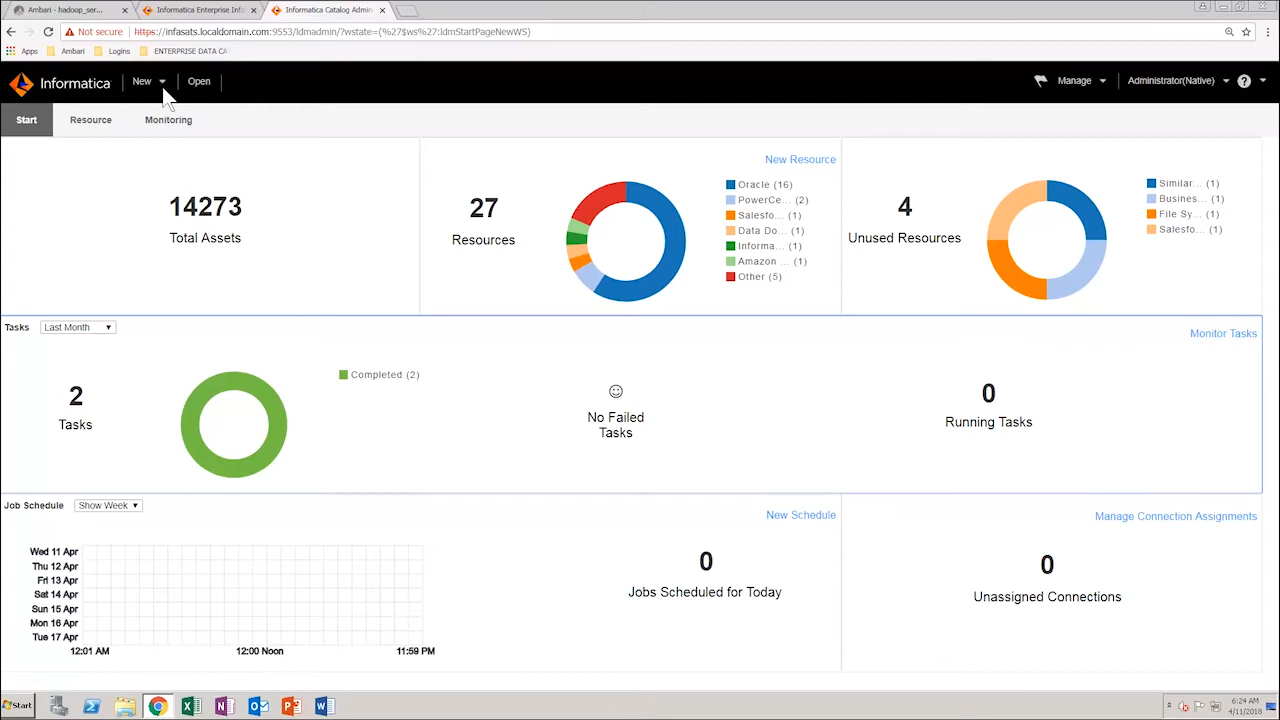 Ambari - hadoop_ser... Informatica Enterprise Info Informatica Catalog Admin
Not secure https://infasats.localdomain.com:9553/ldmadmin/?wstate=(%27$ws%27:ldmStartPageNewWS)
Apps Ambari Logins ENTERPRISE DATA CA
Informatica New Open Manage Administrator(Native) ?
Start Resource Monitoring
14273
Total Assets
New Resource
27
Resources
Oracle (16)
PowerCe... (2)
Salesfo... (1)
Data Do... (1)
Informa... (1)
Amazon ... (1)
Other (5)
4
Unused Resources
Similar... (1)
Busines... (1)
File Sy... (1)
Salesfo... (1)
Tasks Last Month
Monitor Tasks
2
Tasks
Completed (2)
No Failed
Tasks
0
Running Tasks
Job Schedule Show Week
New Schedule
Manage Connection Assignments
Wed 11 Apr
Thu 12 Apr
Fri 13 Apr
Sat 14 Apr
Sun 15 Apr
Mon 16 Apr
Tue 17 Apr
12:01 AM 12:00 Noon 11:59 PM
0
Jobs Scheduled for Today
0
Unassigned Connections
Start
6:24 AM
4/11/2018